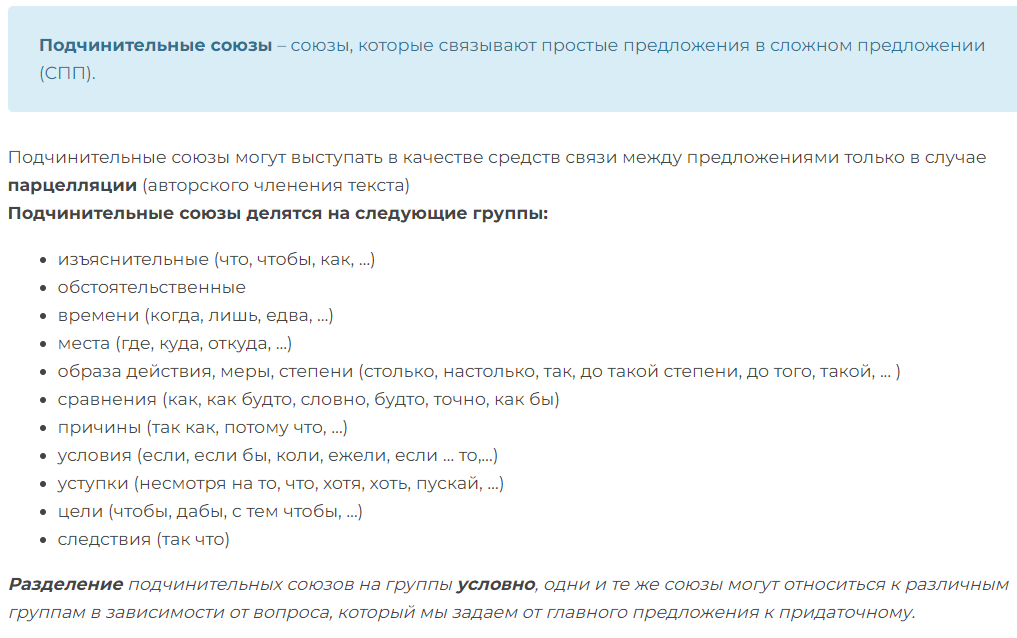 Подчинительные союзы – союзы, которые связывают простые предложения в сложном предложении
(СПП).
Подчинительные союзы могут выступать в качестве средств связи между предложениями только в случае
парцелляции (авторского членения текста)
Подчинительные союзы делятся на следующие группы:
• изъяснительные (что, чтобы, как, …)
• обстоятельственные
• времени (когда, лишь, едва, …)
• места (где, куда, откуда, …)
• образа действия, меры, степени (столько, настолько, так, до такой степени, до того, такой, … )
• сравнения (как, как будто, словно, будто, точно, как бы)
• причины (так как, потому что, …)
• условия (если, если бы, коли, ежели, если … то,…)
• уступки (несмотря на то, что, хотя, хоть, пускай, …)
• цели (чтобы, дабы, с тем чтобы, …)
• следствия (так что)
Разделение подчинительных союзов на группы условно, одни и те же союзы могут относиться к различным
группам в зависимости от вопроса, который мы задаем от главного предложения к придаточному.